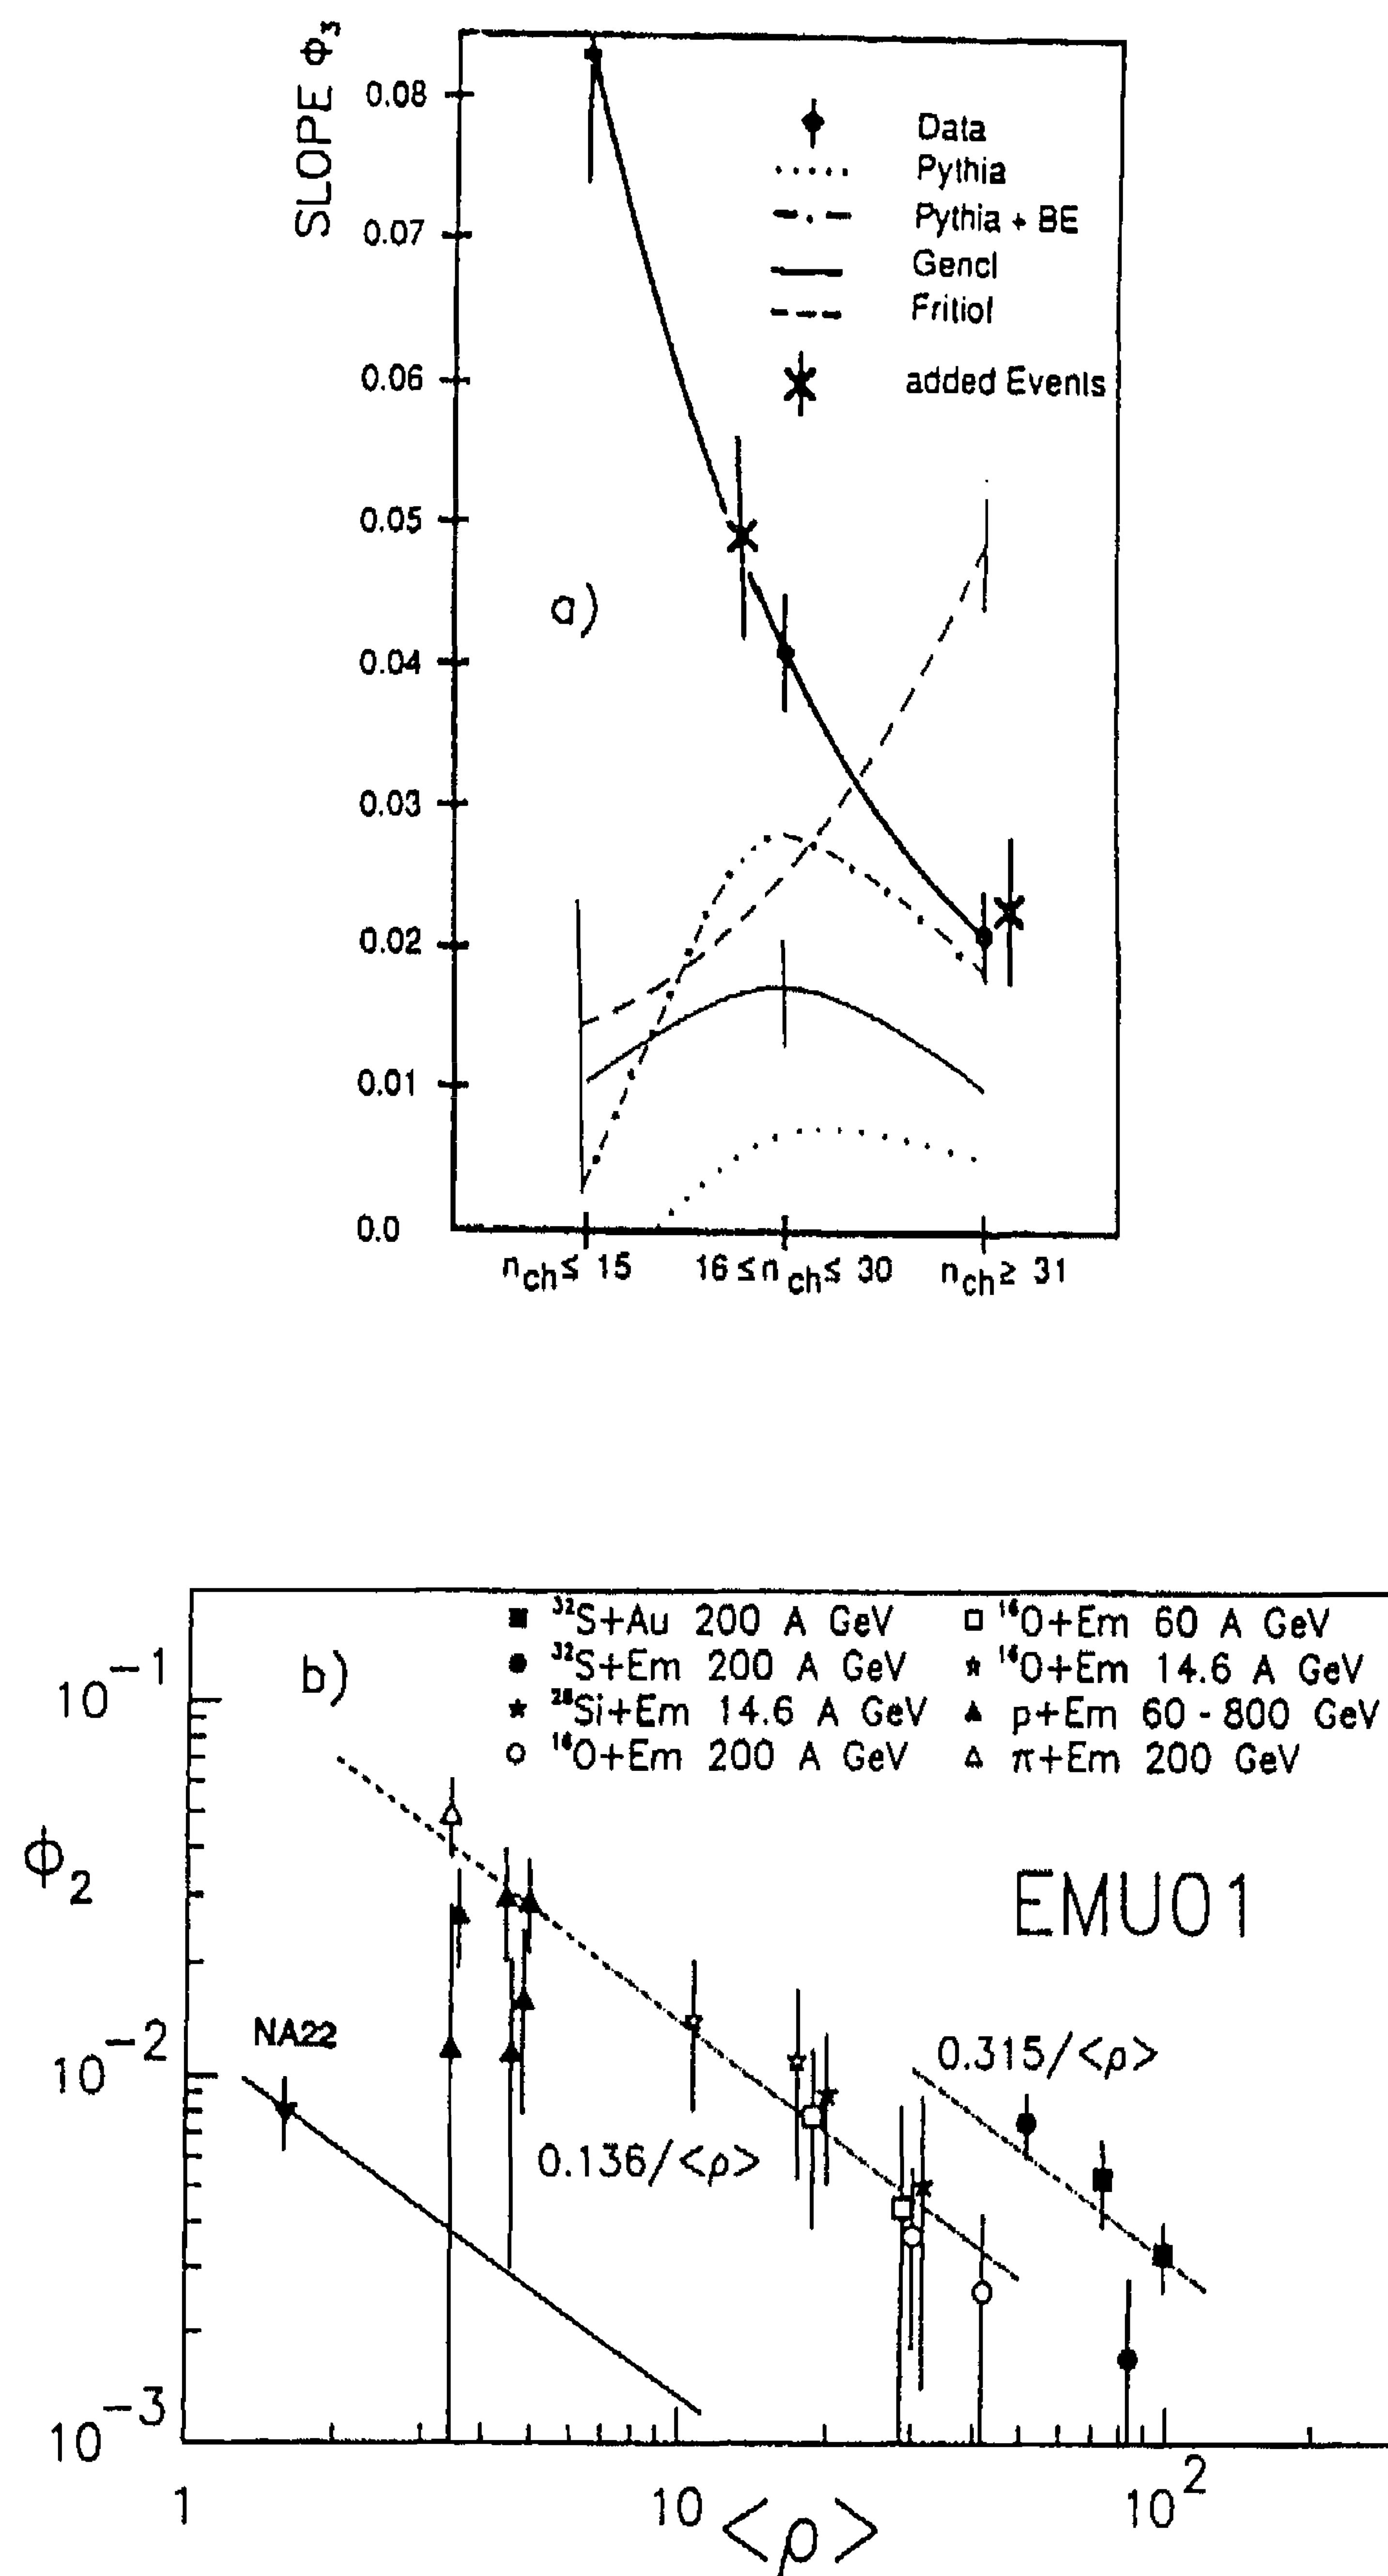 SLOPE Φ₃
0.08
0.07
0.06
0.05
0.04
0.03
0.02
0.01
0.0
Data
Pythia
Pythia + BE
Gencl
Fritiof
added Events
a)
n_ch ≤ 15
16 ≤ n_ch ≤ 30
n_ch ≥ 31
b)
³²S+Au 200 A GeV
³²S+Em 200 A GeV
²⁸Si+Em 14.6 A GeV
¹⁶O+Em 200 A GeV
¹⁶O+Em 60 A GeV
¹⁶O+Em 14.6 A GeV
p+Em 60 - 800 GeV
π+Em 200 GeV
EMU01
NA22
0.136/<ρ>
0.315/<ρ>
ϕ₂
10⁻¹
10⁻²
10⁻³
1
10
10²
<ρ>